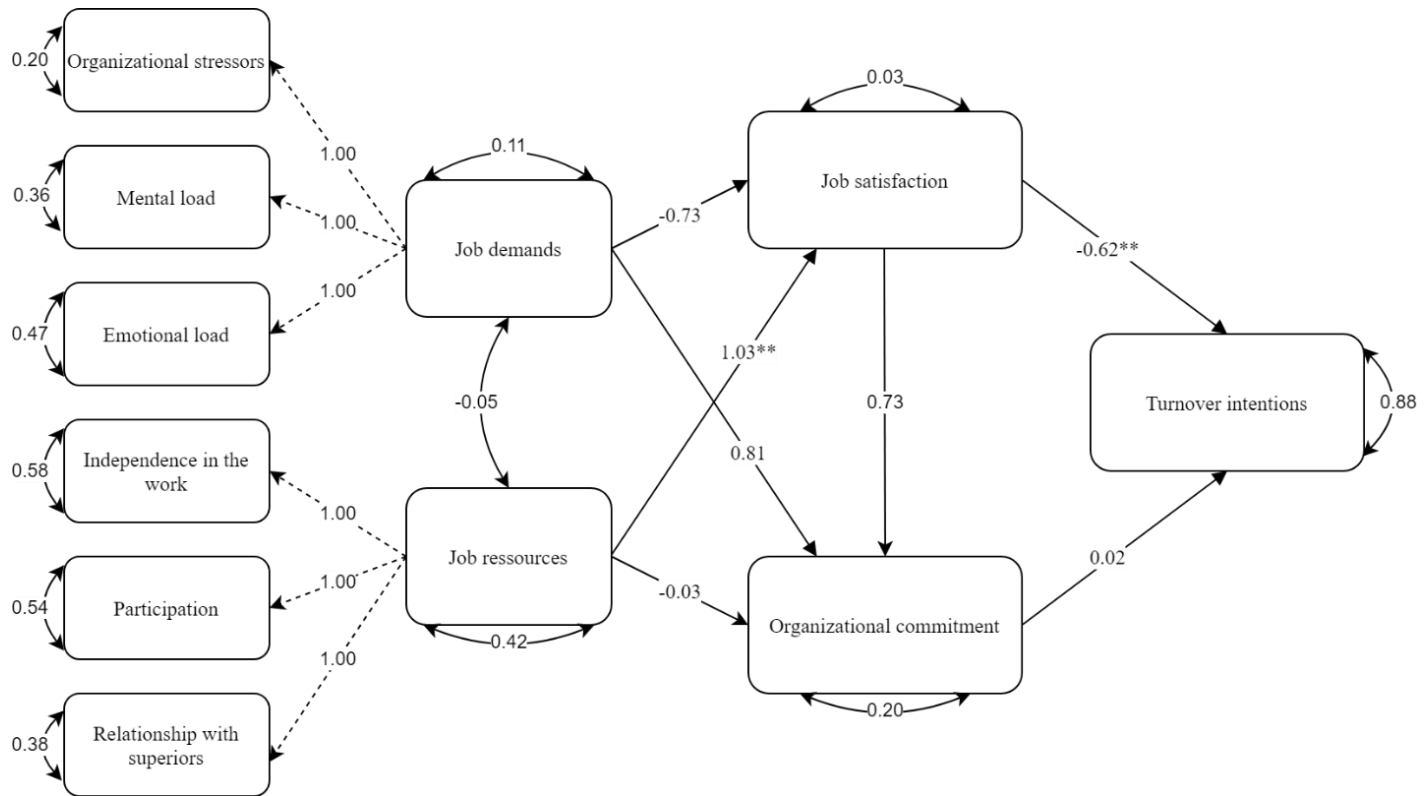 0.20
Organizational stressors
1.00
0.36
Mental load
1.00
0.47
Emotional load
1.00
0.58
Independence in the
work
1.00
0.54
Participation
1.00
0.38
Relationship with
superiors
1.00
0.11
Job demands
-0.05
Job ressources
0.42
-0.73
0.81
1.03**
-0.03
0.03
Job satisfaction
0.73
Organizational commitment
0.20
-0.62**
0.02
Turnover intentions
0.88